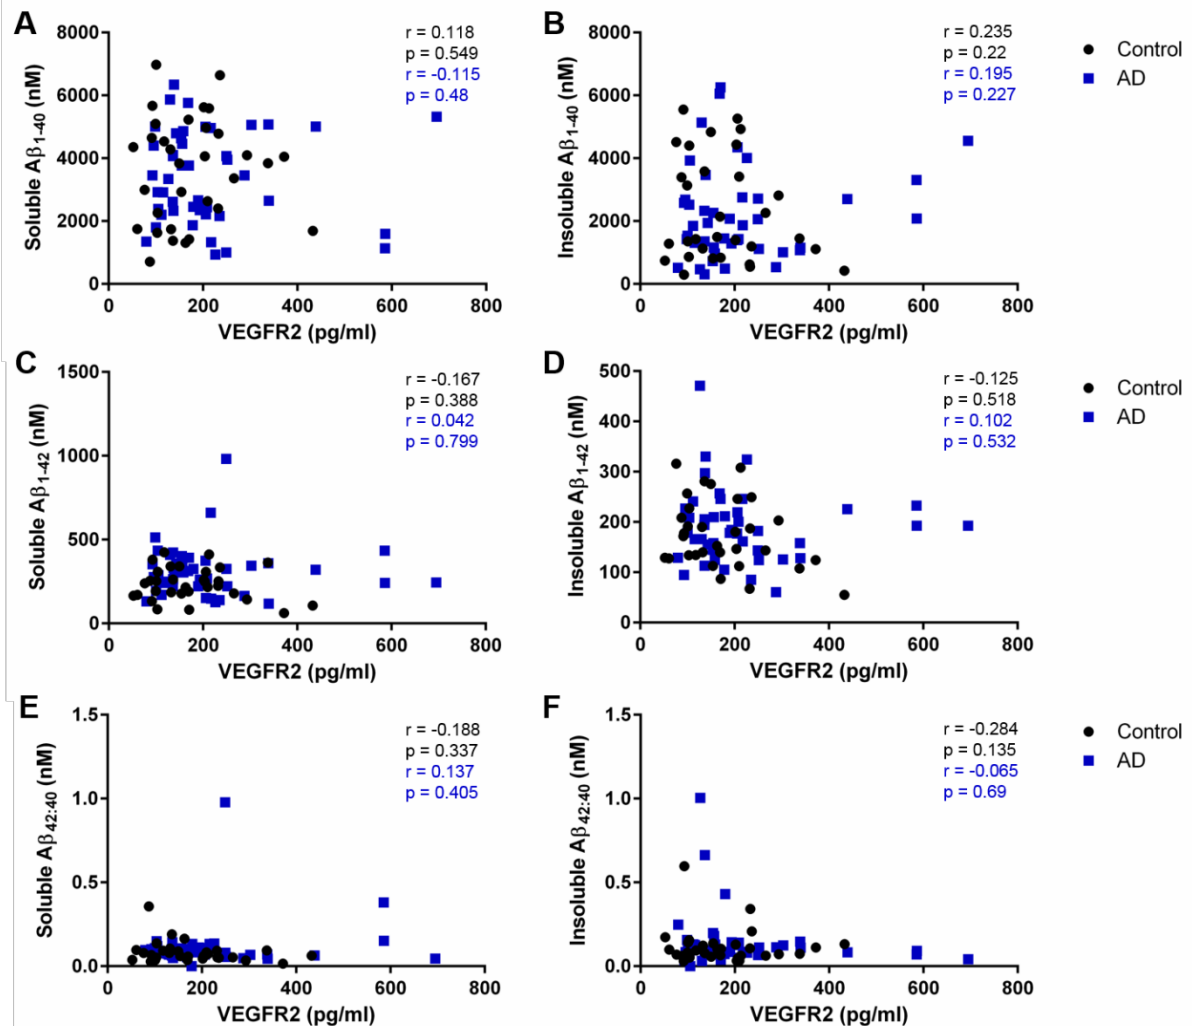 A
8000
6000
4000
2000
0
Soluble Aβ1-40 (nM)
r = 0.118
p = 0.549
r = -0.115
p = 0.48
0 200 400 600 800
VEGFR2 (pg/ml)
B
8000
6000
4000
2000
0
Insoluble Aβ1-40 (nM)
r = 0.235
p = 0.22
r = 0.195
p = 0.227
0 200 400 600 800
VEGFR2 (pg/ml)
Control
AD
C
1500
1000
500
0
Soluble Aβ1-42 (nM)
r = -0.167
p = 0.388
r = 0.042
p = 0.799
0 200 400 600 800
VEGFR2 (pg/ml)
D
500
400
300
200
100
0
Insoluble Aβ1-42 (nM)
r = -0.125
p = 0.518
r = 0.102
p = 0.532
0 200 400 600 800
VEGFR2 (pg/ml)
Control
AD
E
1.5
1.0
0.5
0.0
Soluble Aβ42:40 (nM)
r = -0.188
p = 0.337
r = 0.137
p = 0.405
0 200 400 600 800
VEGFR2 (pg/ml)
F
1.5
1.0
0.5
0.0
Insoluble Aβ42:40 (nM)
r = -0.284
p = 0.135
r = -0.065
p = 0.69
0 200 400 600 800
VEGFR2 (pg/ml)
Control
AD